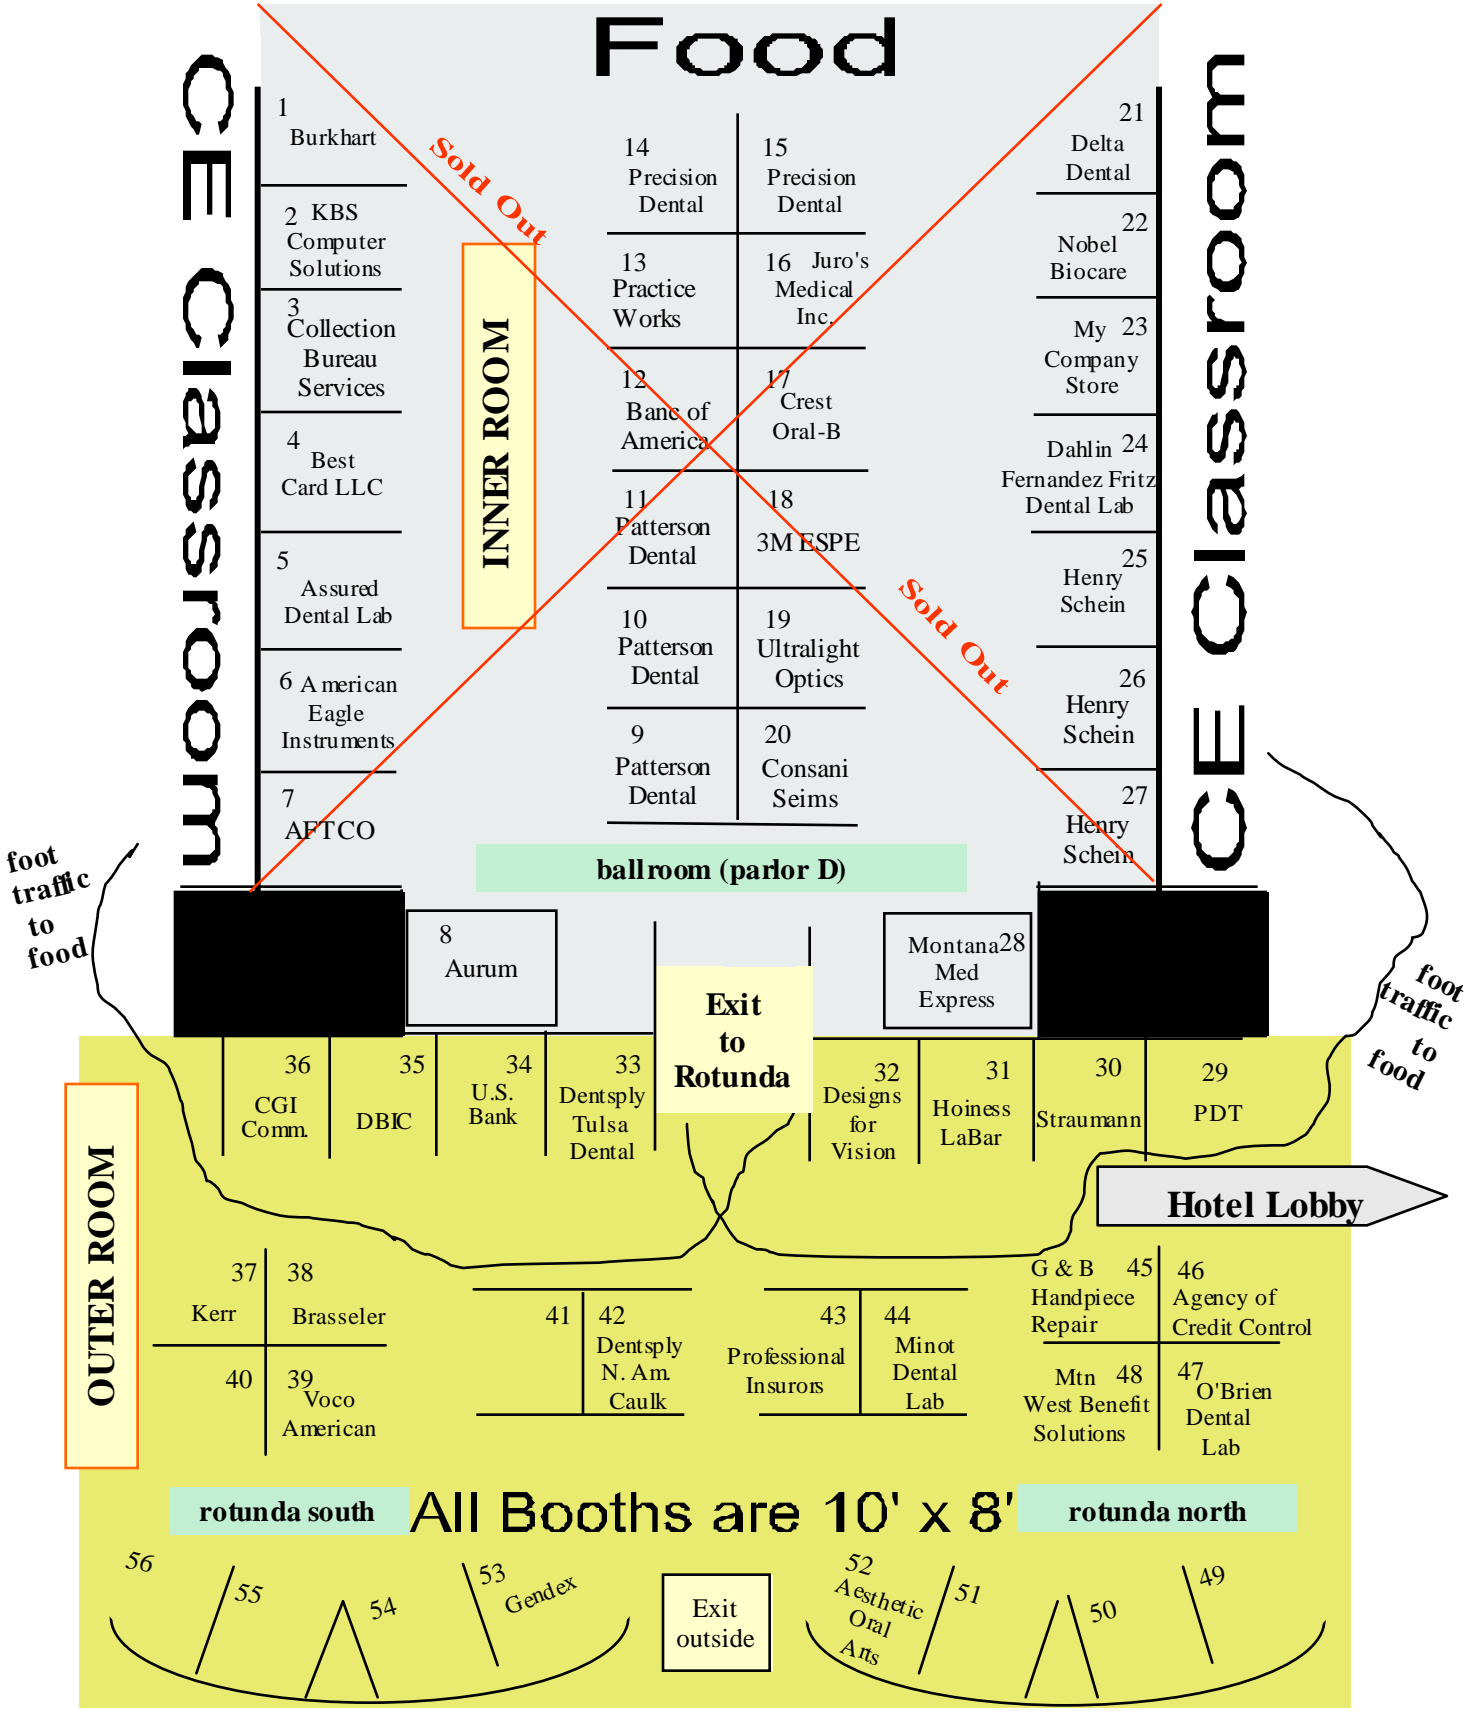 Food
CE Classroom
CE Classroom
1
Burkhart
2 KBS
Computer
Solutions
3
Collection
Bureau
Services
4
Best
Card LLC
5
Assured
Dental Lab
6 American
Eagle
Instruments
7
AFTCO
Sold Out
INNER ROOM
14
Precision
Dental
15
Precision
Dental
13
Practice
Works
16 Juro's
Medical
Inc.
12
Banc of
America
17
Crest
Oral-B
11
Patterson
Dental
18
3M ESPE
10
Patterson
Dental
19
Ultralight
Optics
9
Patterson
Dental
20
Consani
Seims
Sold Out
21
Delta
Dental
22
Nobel
Biocare
My 23
Company
Store
Dahlin 24
Fernandez Fritz
Dental Lab
25
Henry
Schein
26
Henry
Schein
27
Henry
Schein
ballroom (parlor D)
foot
traffic
to
food
foot
traffic
to
food
8
Aurum
Exit
to
Rotunda
Montana 28
Med
Express
36
CGI
Comm.
35
DBIC
34
U.S.
Bank
33
Dentsply
Tulsa
Dental
32
Designs
for
Vision
31
Hoiness
LaBar
30
Straumann
29
PDT
Hotel Lobby
OUTER ROOM
37
Kerr
38
Brasseler
40
39
Voco
American
41
42
Dentsply
N. Am.
Caulk
43
Professional
Insurors
44
Minot
Dental
Lab
G & B 45
Handpiece
Repair
46
Agency of
Credit Control
Mtn 48
West Benefit
Solutions
47
O'Brien
Dental
Lab
rotunda south
All Booths are 10' x 8'
rotunda north
56
55
54
53
Gendex
Exit
outside
52
Aesthetic
Oral
Arts
51
50
49